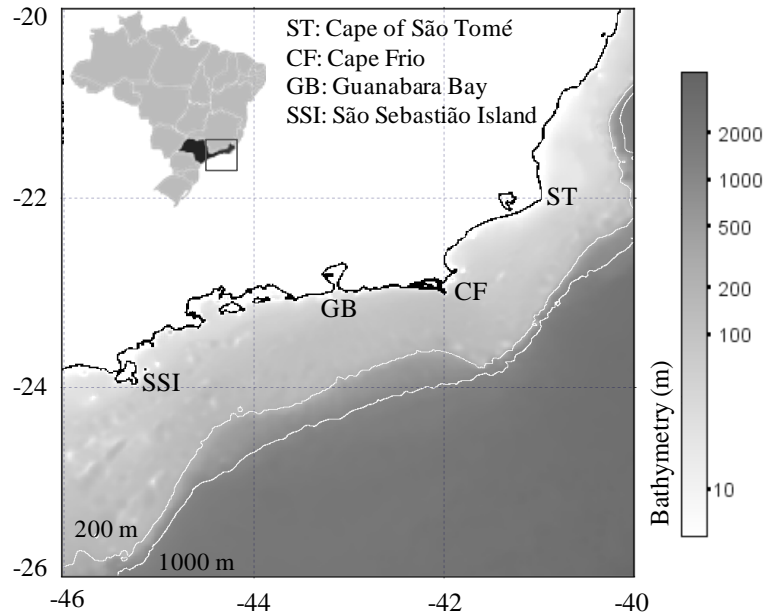 -20
ST: Cape of São Tomé
CF: Cape Frio
GB: Guanabara Bay
SSI: São Sebastião Island
-22
ST
CF
GB
SSI
-24
200 m
1000 m
-26
-46
-44
-42
-40
2000
1000
500
200
100
10
Bathymetry (m)